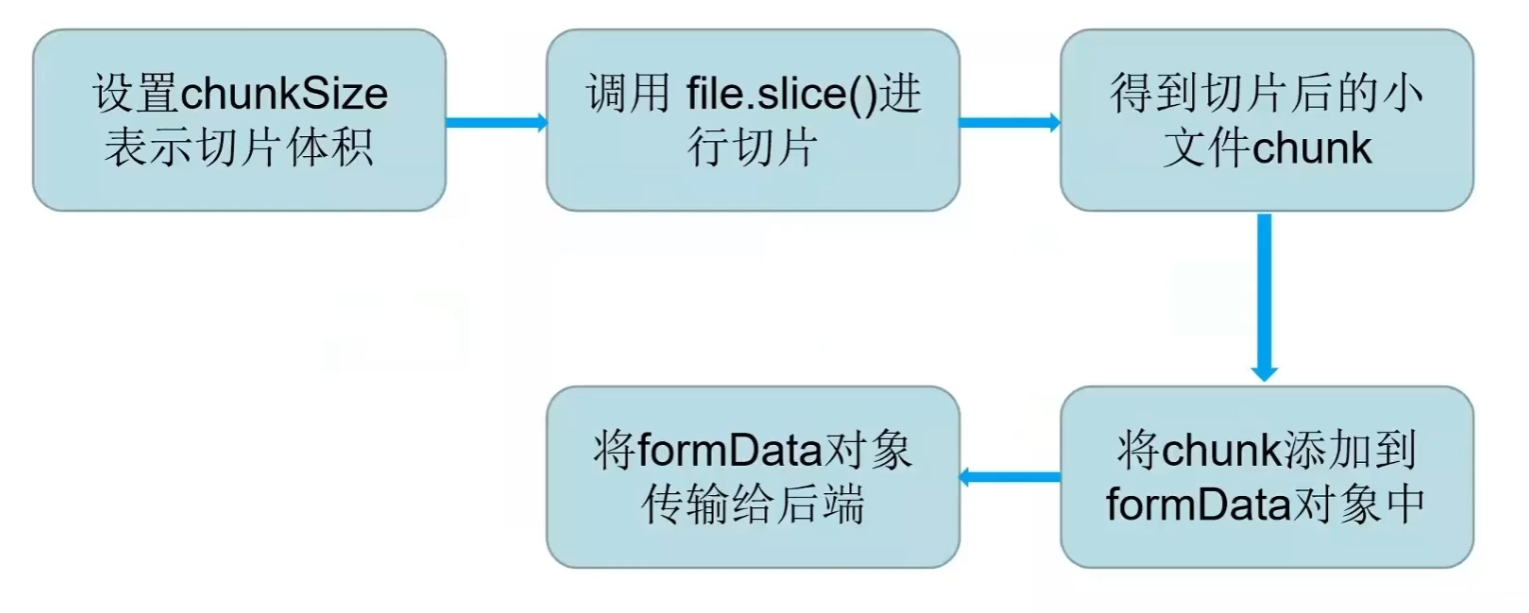 设置chunkSize
表示切片体积
调用 file.slice()进
行切片
得到切片后的小
文件chunk
将chunk添加到
formData对象中
将formData对象
传输给后端